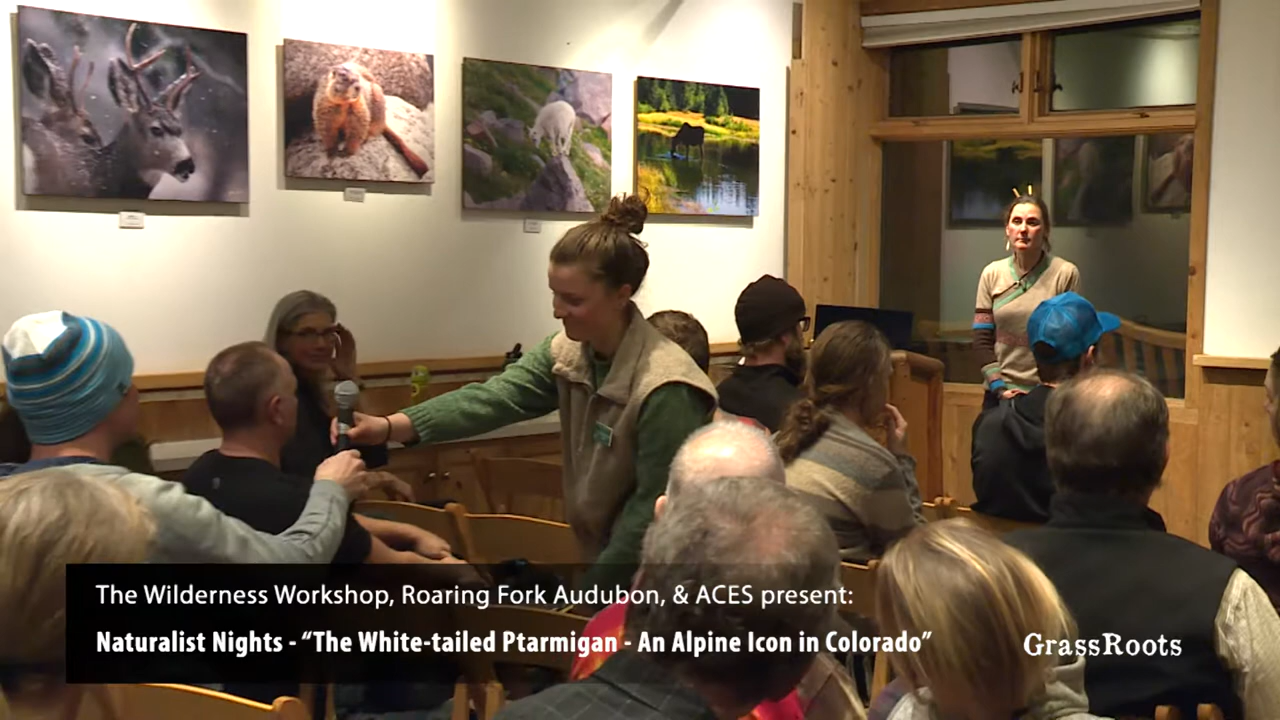 The Wilderness Workshop, Roaring Fork Audubon, & ACES present:
Naturalist Nights - “The White-tailed Ptarmigan - An Alpine Icon in Colorado”
GrassRoots